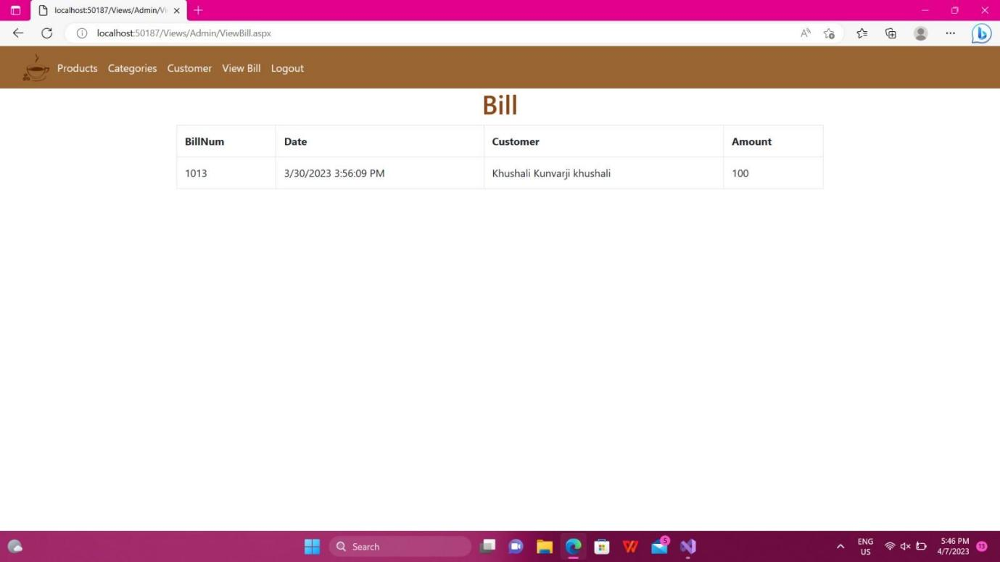 localhost:50187/Views/Admin/Vi
localhost:50187/Views/Admin/ViewBill.aspx
Products Categories Customer View Bill Logout
Bill
BillNum Date Customer Amount
1013 3/30/2023 3:56:09 PM Khushali Kunvarji khushali 100
Search
5
ENG
US
5:46 PM
4/7/2023
13